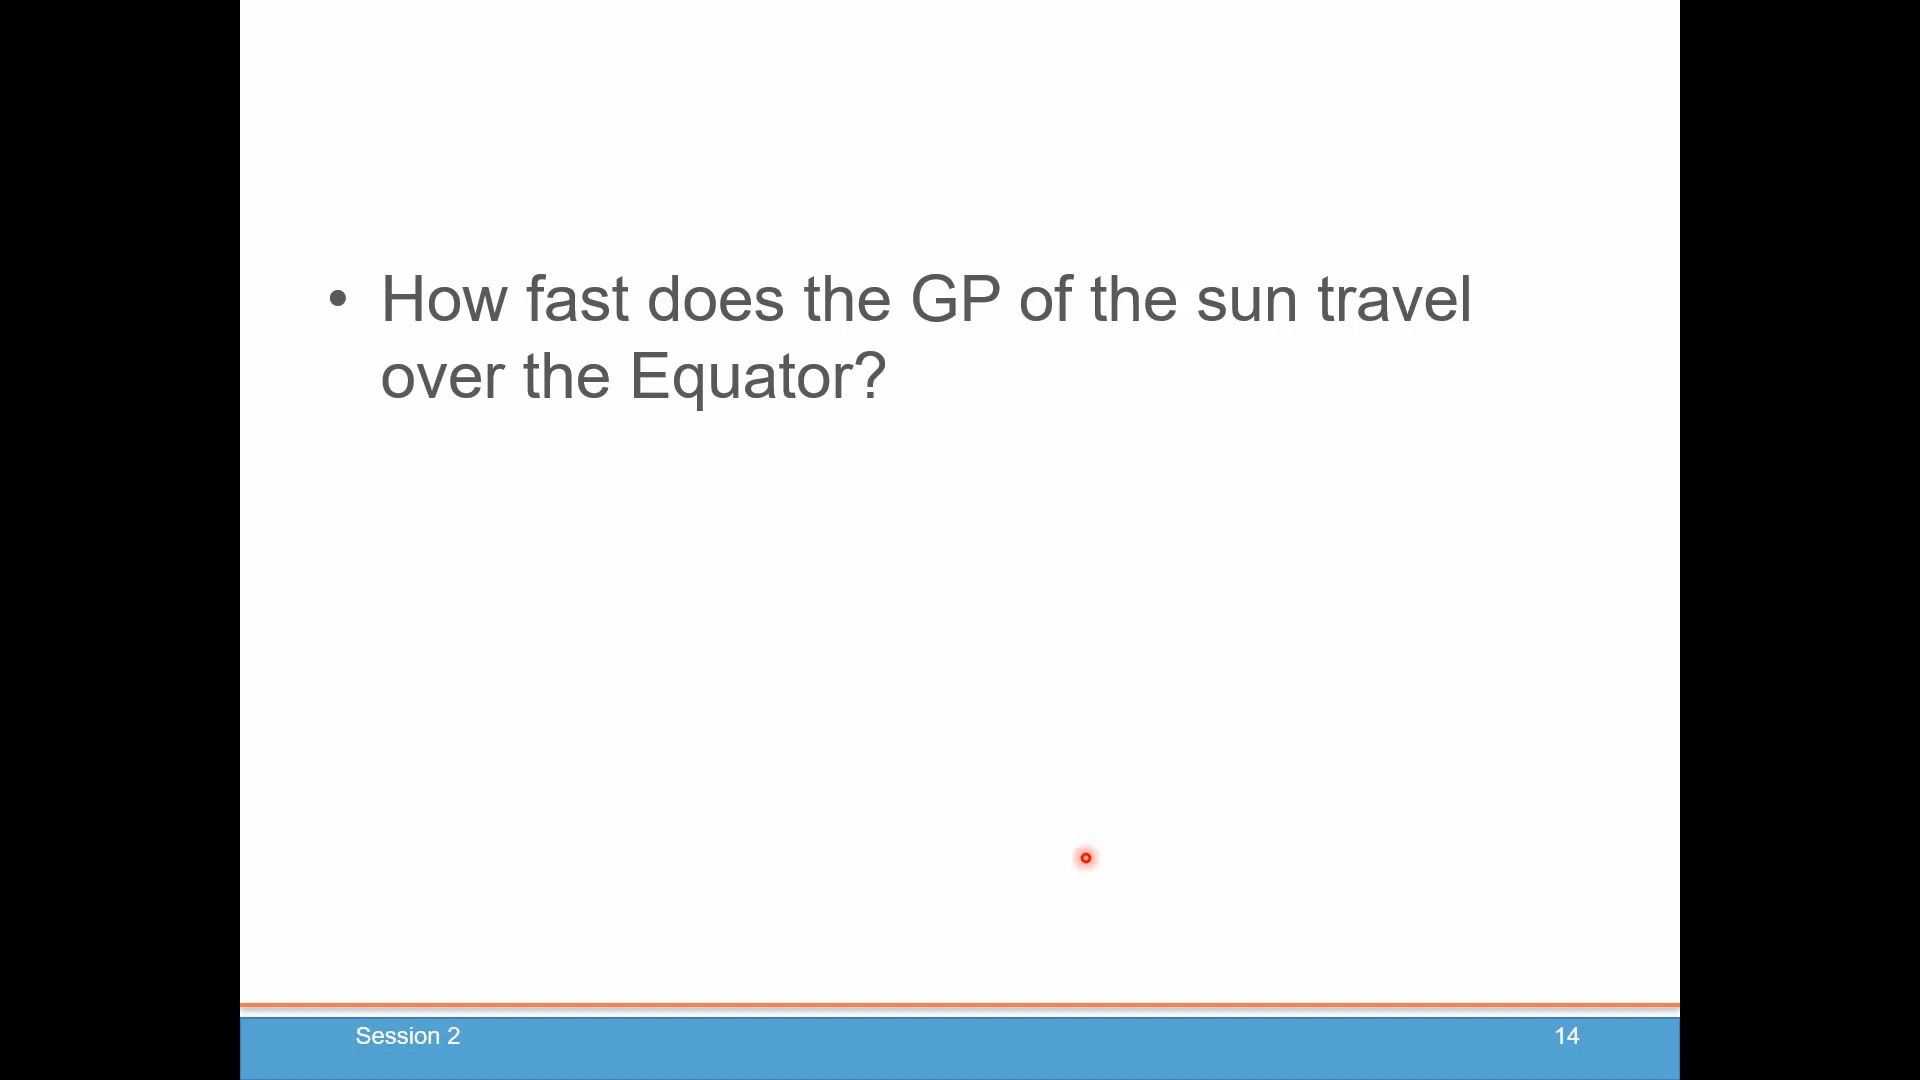 • How fast does the GP of the sun travel
over the Equator?
Session 2
14